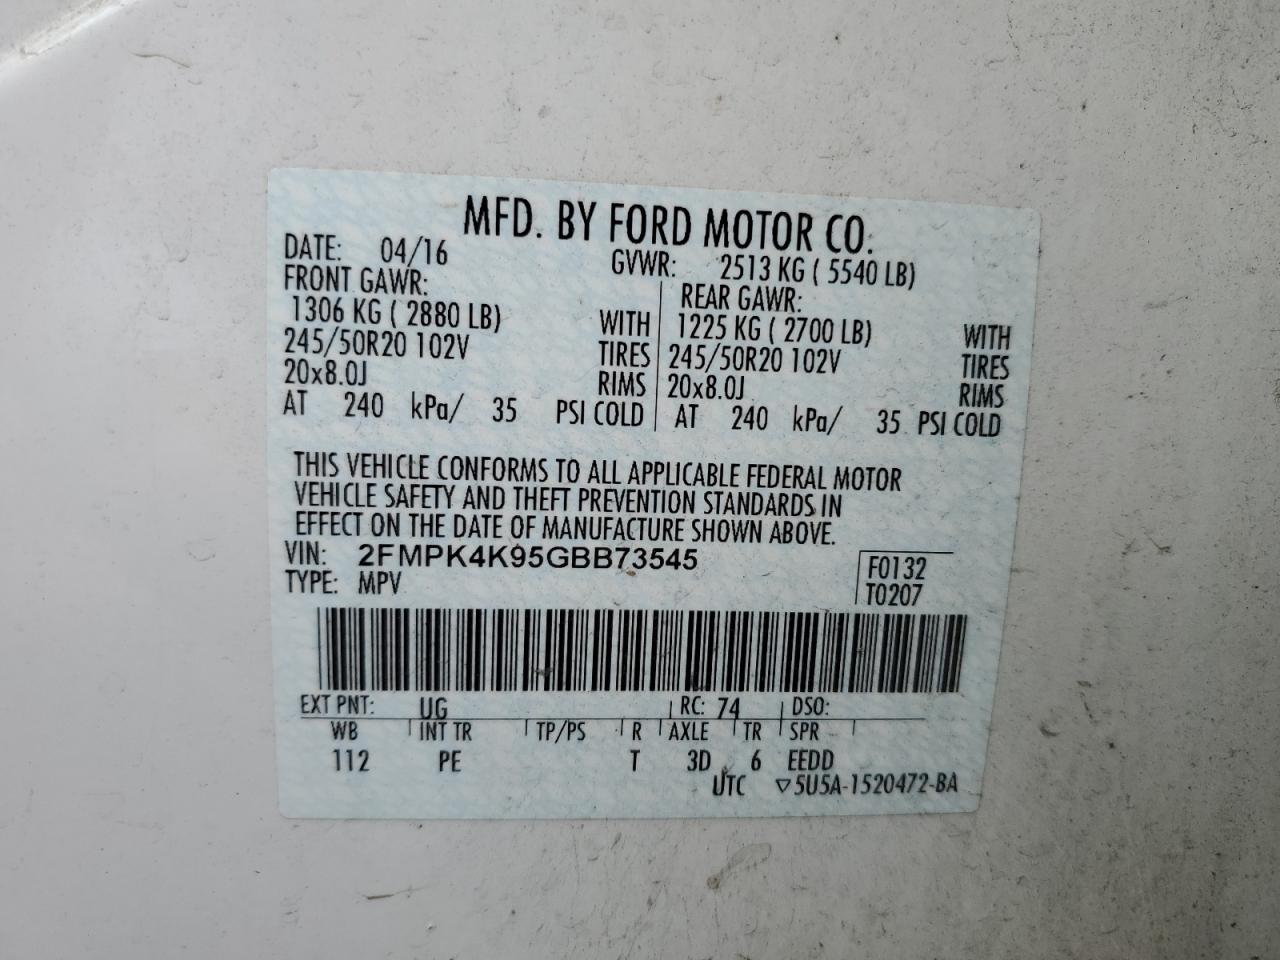 MFD. BY FORD MOTOR CO.
DATE: 04/16 GVWR: 2513 KG ( 5540 LB)
FRONT GAWR: REAR GAWR:
1306 KG ( 2880 LB) WITH 1225 KG ( 2700 LB) WITH
245/50R20 102V TIRES 245/50R20 102V TIRES
20x8.0J RIMS 20x8.0J RIMS
AT 240 kPa/ 35 PSI COLD AT 240 kPa/ 35 PSI COLD
THIS VEHICLE CONFORMS TO ALL APPLICABLE FEDERAL MOTOR
VEHICLE SAFETY AND THEFT PREVENTION STANDARDS IN
EFFECT ON THE DATE OF MANUFACTURE SHOWN ABOVE.
VIN: 2FMPK4K95GBB73545 F0132
TYPE: MPV T0207
EXT PNT: UG RC: 74 DSO:
WB INT TR TP/PS R AXLE TR SPR
112 PE T 3D 6 EEDD
UTC ▽5U5A-1520472-BA